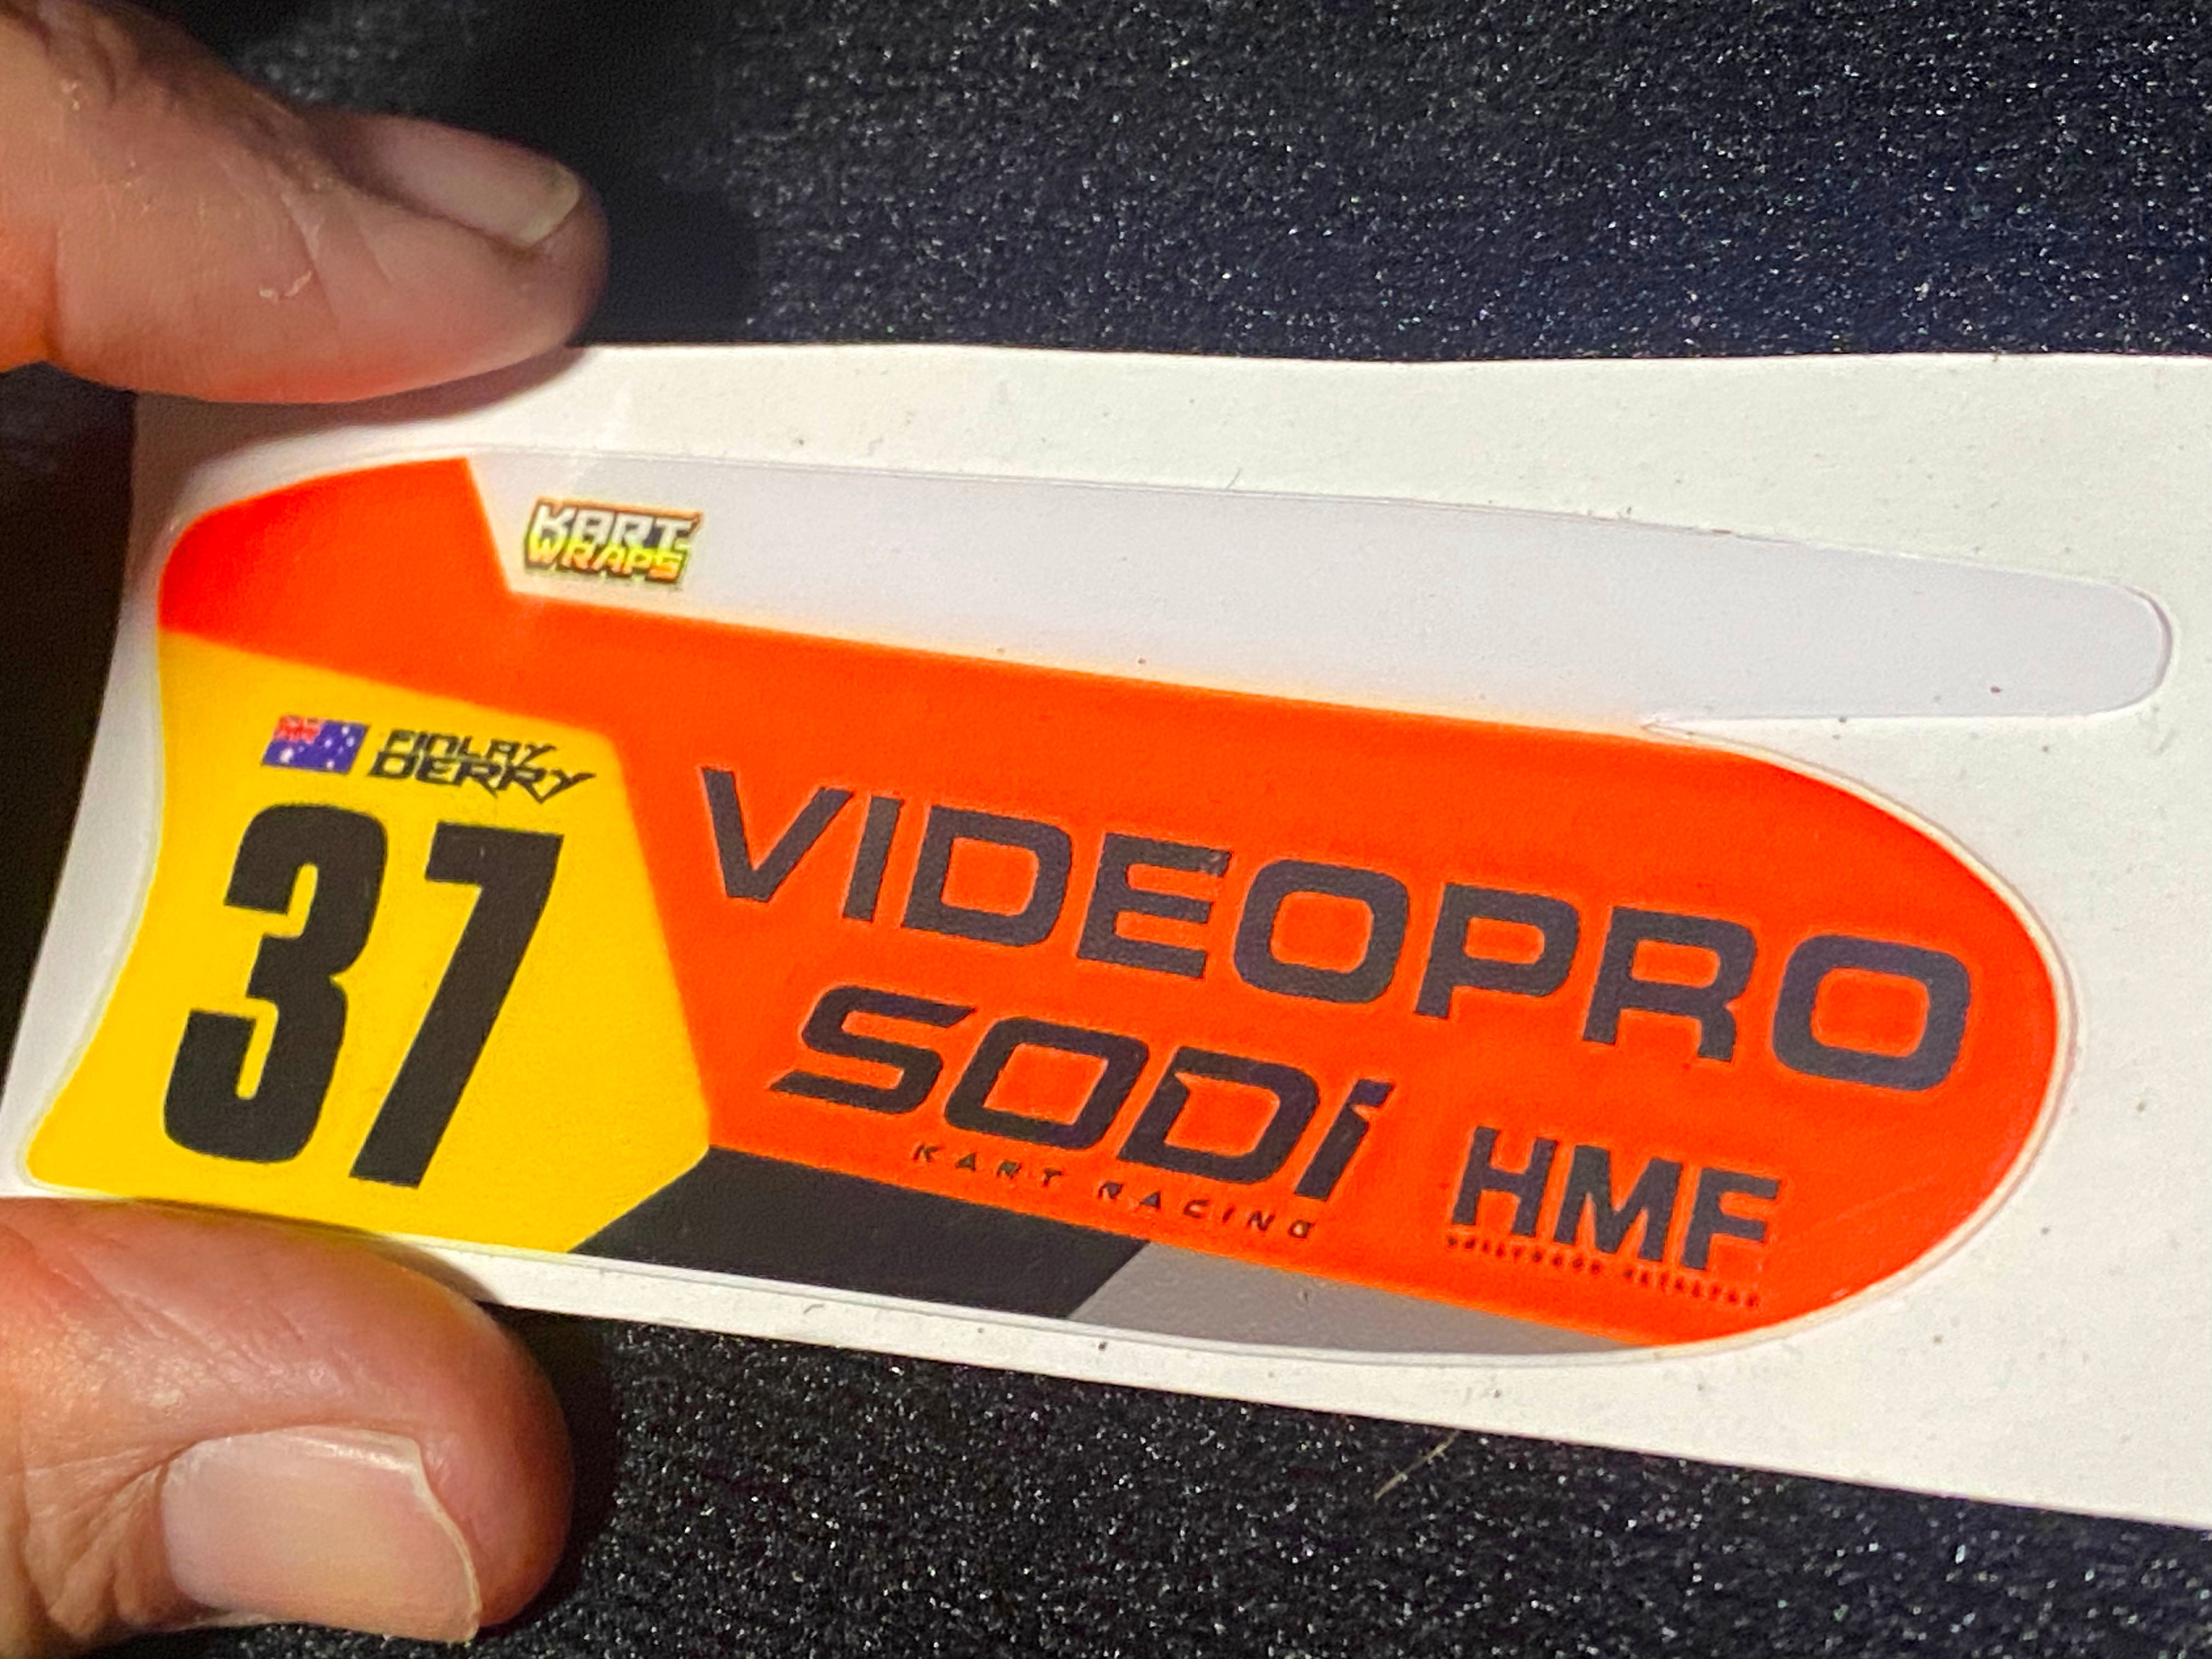 KART
WRAPS
FINLAY
DERRY
37
VIDEOPRO
SODI
KART RACING
HMF